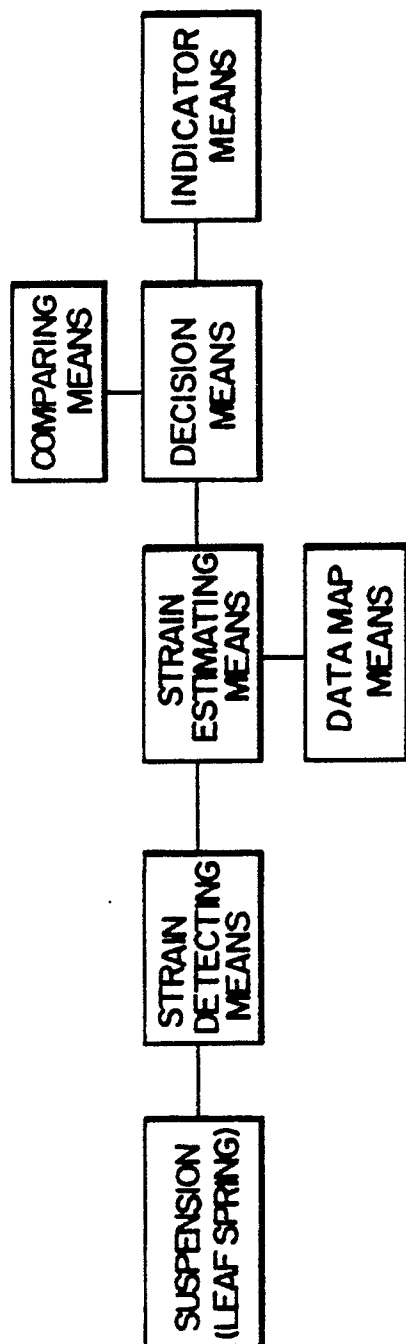 SUSPENSION
(LEAF SPRING)
STRAIN
DETECTING
MEANS
STRAIN
ESTIMATING
MEANS
DATA MAP
MEANS
COMPARING
MEANS
DECISION
MEANS
INDICATOR
MEANS